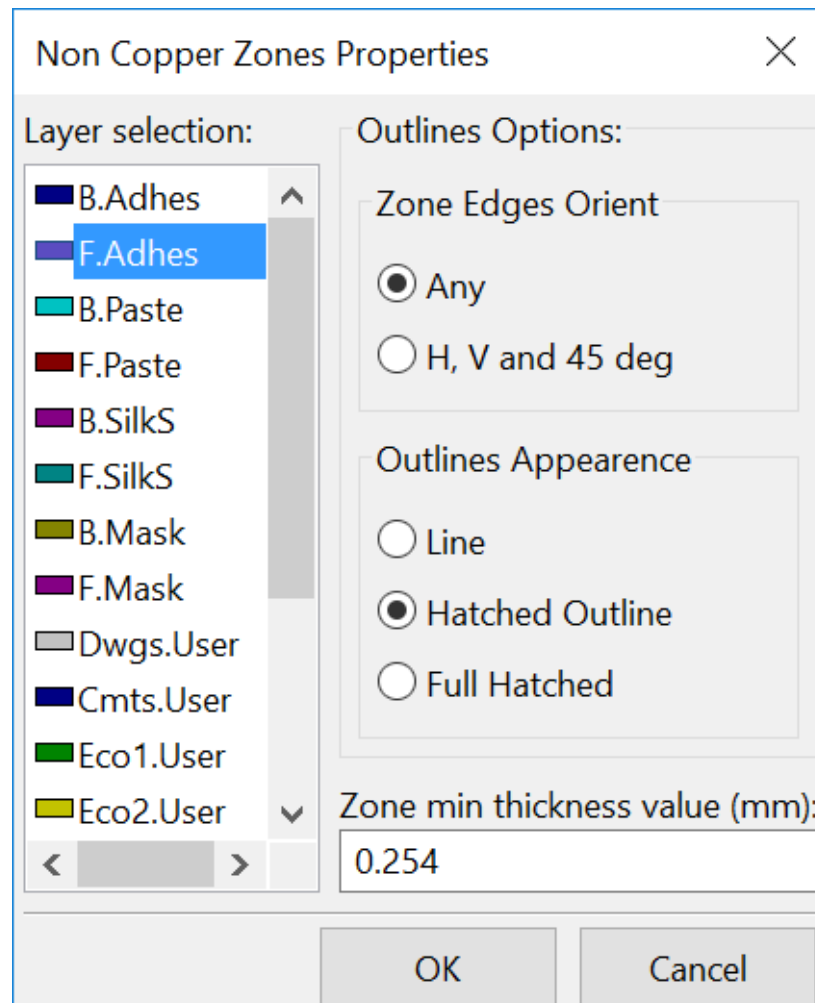 Non Copper Zones Properties
Layer selection:
B.Adhes
F.Adhes
B.Paste
F.Paste
B.SilkS
F.SilkS
B.Mask
F.Mask
Dwgs.User
Cmts.User
Eco1.User
Eco2.User
Outlines Options:
Zone Edges Orient
Any
H, V and 45 deg
Outlines Appearence
Line
Hatched Outline
Full Hatched
Zone min thickness value (mm):
0.254
OK
Cancel